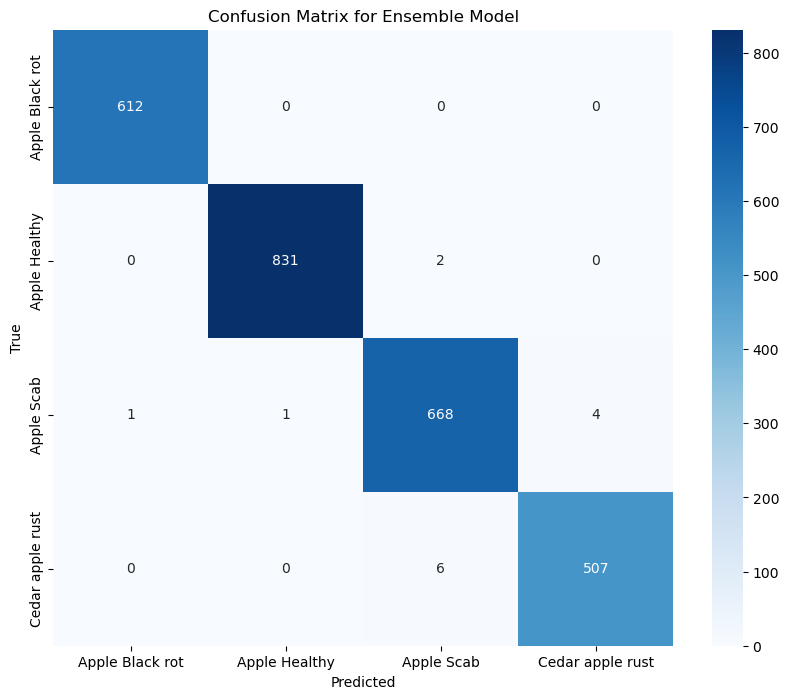 Confusion Matrix for Ensemble Model
True
Apple Black rot
612 0 0 0
Apple Healthy
0 831 2 0
Apple Scab
1 1 668 4
Cedar apple rust
0 0 6 507
Apple Black rot Apple Healthy Apple Scab Cedar apple rust
Predicted
800
700
600
500
400
300
200
100
0